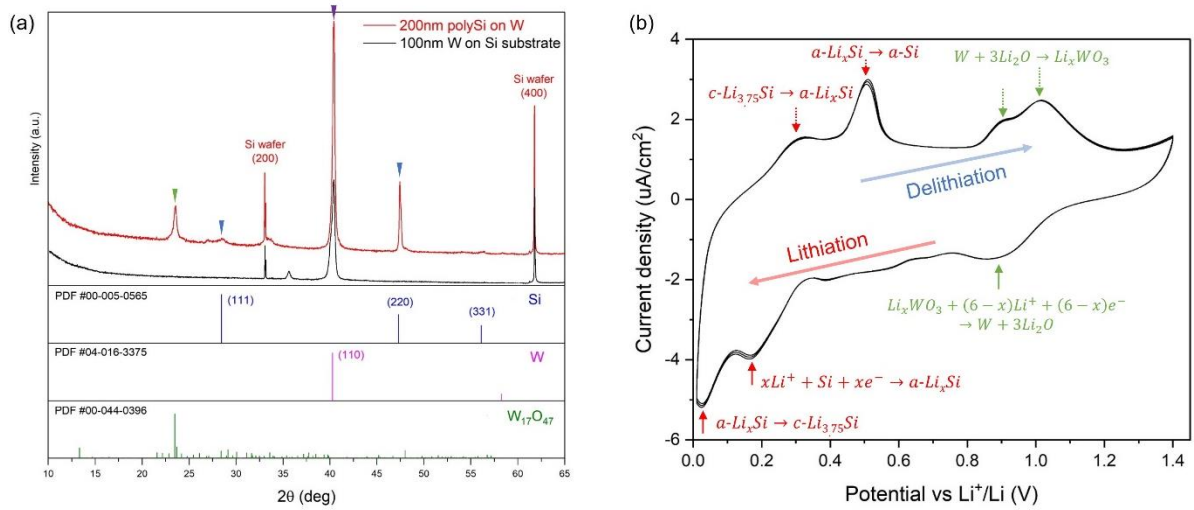 (a)
200nm polySi on W
100nm W on Si substrate
Si wafer
(200)
Si wafer
(400)
Intensity (a.u.)
PDF #00-005-0565
(111)
(220)
(331)
Si
PDF #04-016-3375
(110)
W
PDF #00-044-0396
W₁₇O₄₇
10 15 20 25 30 35 40 45 50 55 60 65
2θ (deg)
(b)
4
2
0
-2
-4
-6
Current density (uA/cm²)
a-LiₓSi → a-Si
W + 3Li₂O → LiₓWO₃
c-Li₃.₇₅Si → a-LiₓSi
Delithiation
Lithiation
LiₓWO₃ + (6 − x)Li⁺ + (6 − x)e⁻
→ W + 3Li₂O
xLi⁺ + Si + xe⁻ → a-LiₓSi
a-LiₓSi → c-Li₃.₇₅Si
0.0 0.2 0.4 0.6 0.8 1.0 1.2 1.4
Potential vs Li⁺/Li (V)